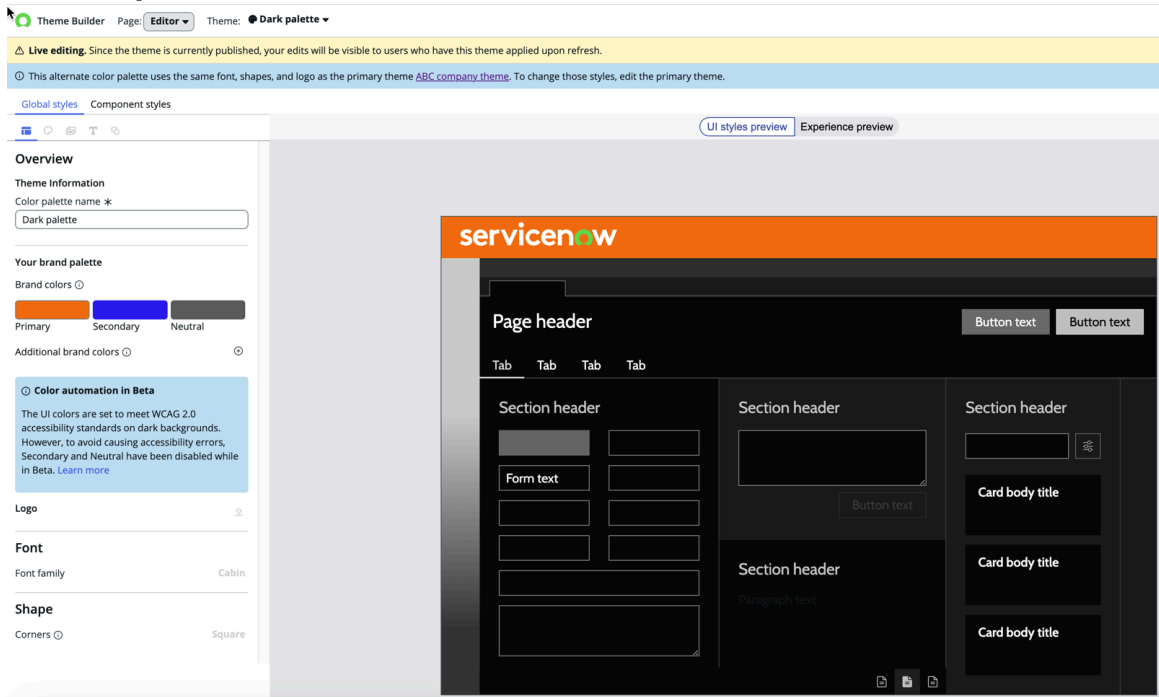 Theme Builder Page: Editor Theme: Dark palette
Live editing. Since the theme is currently published, your edits will be visible to users who have this theme applied upon refresh.
This alternate color palette uses the same font, shapes, and logo as the primary theme ABC company theme. To change those styles, edit the primary theme.
Global styles Component styles
UI styles preview Experience preview
Overview
Theme Information
Color palette name *
Dark palette
Your brand palette
Brand colors
Primary Secondary Neutral
Additional brand colors
Color automation in Beta
The UI colors are set to meet WCAG 2.0
accessibility standards on dark backgrounds.
However, to avoid causing accessibility errors,
Secondary and Neutral have been disabled while
in Beta. Learn more
Logo
Font
Font family Cabin
Shape
Corners Square
servicenow
Page header Button text Button text
Tab Tab Tab Tab
Section header
Form text
Section header
Button text
Section header
Paragraph text
Section header
Card body title
Card body title
Card body title